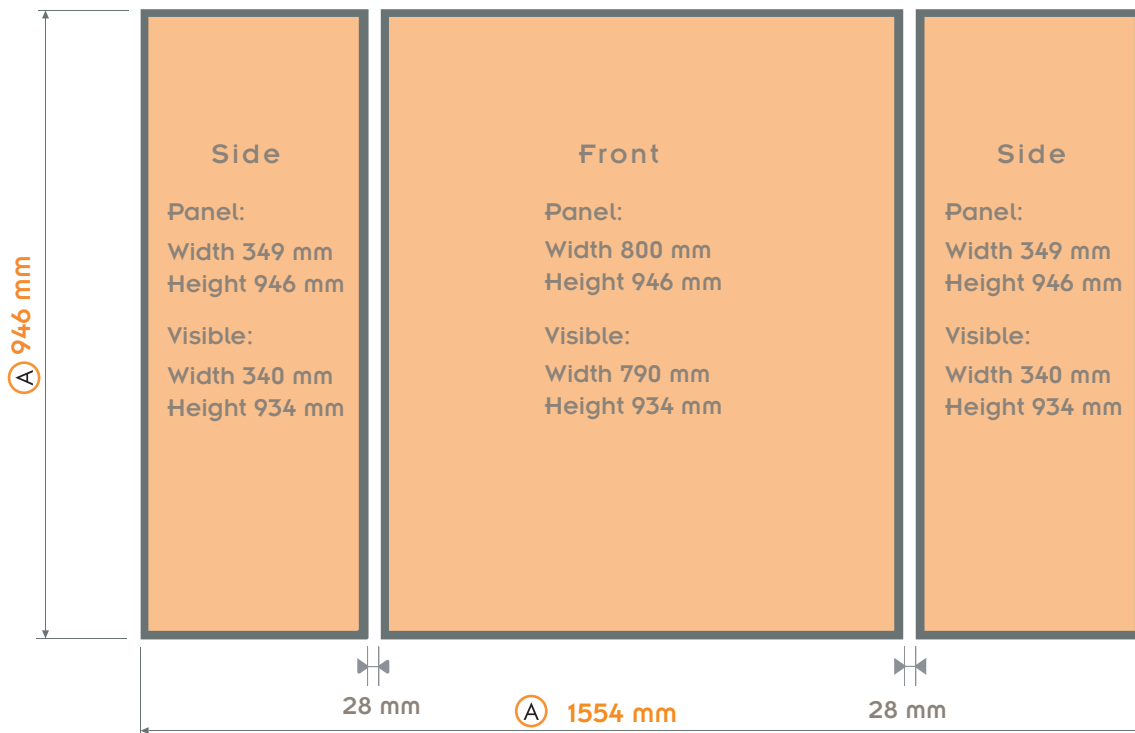 Side
Panel:
Width 349 mm
Height 946 mm
Visible:
Width 340 mm
Height 934 mm
Front
Panel:
Width 800 mm
Height 946 mm
Visible:
Width 790 mm
Height 934 mm
Side
Panel:
Width 349 mm
Height 946 mm
Visible:
Width 340 mm
Height 934 mm
A 946 mm
28 mm
A 1554 mm
28 mm